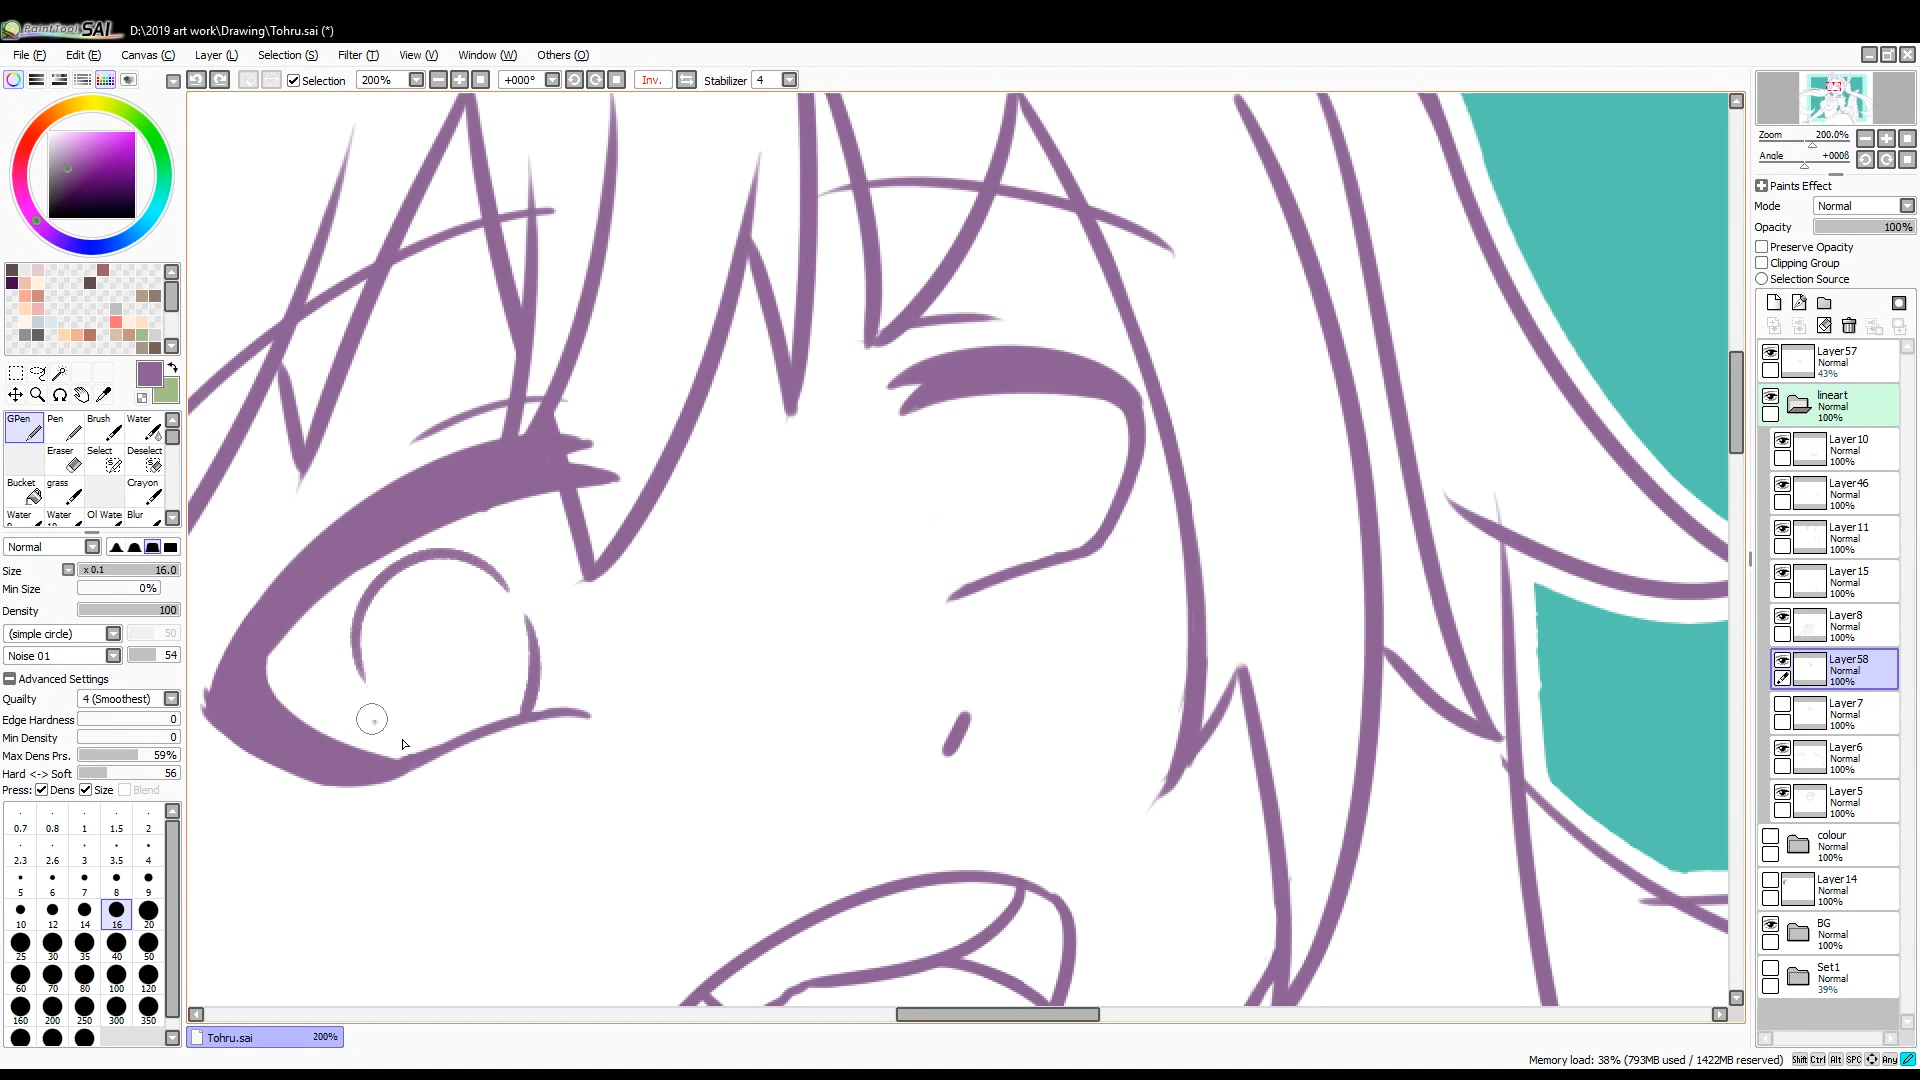 PaintTool SAI D:\2019 art work\Drawing\Tohru.sai (*)
File (F) Edit (E) Canvas (C) Layer (L) Selection (S) Filter (T) View (V) Window (W) Others (O)
Selection 200% +000° Inv. Stabilizer 4
Zoom 200.0%
Angle +000ß
Paints Effect
Mode Normal
Opacity 100%
Preserve Opacity
Clipping Group
Selection Source
GPen Pen Brush Water
Eraser Select Deselect
Bucket grass Crayon
Water Water Ol Wate Blur
Normal
Size x 0.1 16.0
Min Size 0%
Density 100
(simple circle) 50
Noise 01 54
Advanced Settings
Quailty 4 (Smoothest)
Edge Hardness 0
Min Density 0
Max Dens Prs. 59%
Hard <-> Soft 56
Press: Dens Size Blend
0.7 0.8 1 1.5 2
2.3 2.6 3 3.5 4
5 6 7 8 9
10 12 14 16 20
25 30 35 40 50
60 70 80 100 120
160 200 250 300 350
Layer57
Normal
43%
lineart
Normal
100%
Layer10
Normal
100%
Layer46
Normal
100%
Layer11
Normal
100%
Layer15
Normal
100%
Layer8
Normal
100%
Layer58
Normal
100%
Layer7
Normal
100%
Layer6
Normal
100%
Layer5
Normal
100%
colour
Normal
100%
Layer14
Normal
100%
BG
Normal
100%
Set1
Normal
39%
Tohru.sai 200%
Memory load: 38% (793MB used / 1422MB reserved) Shift Ctrl Alt SPC Any